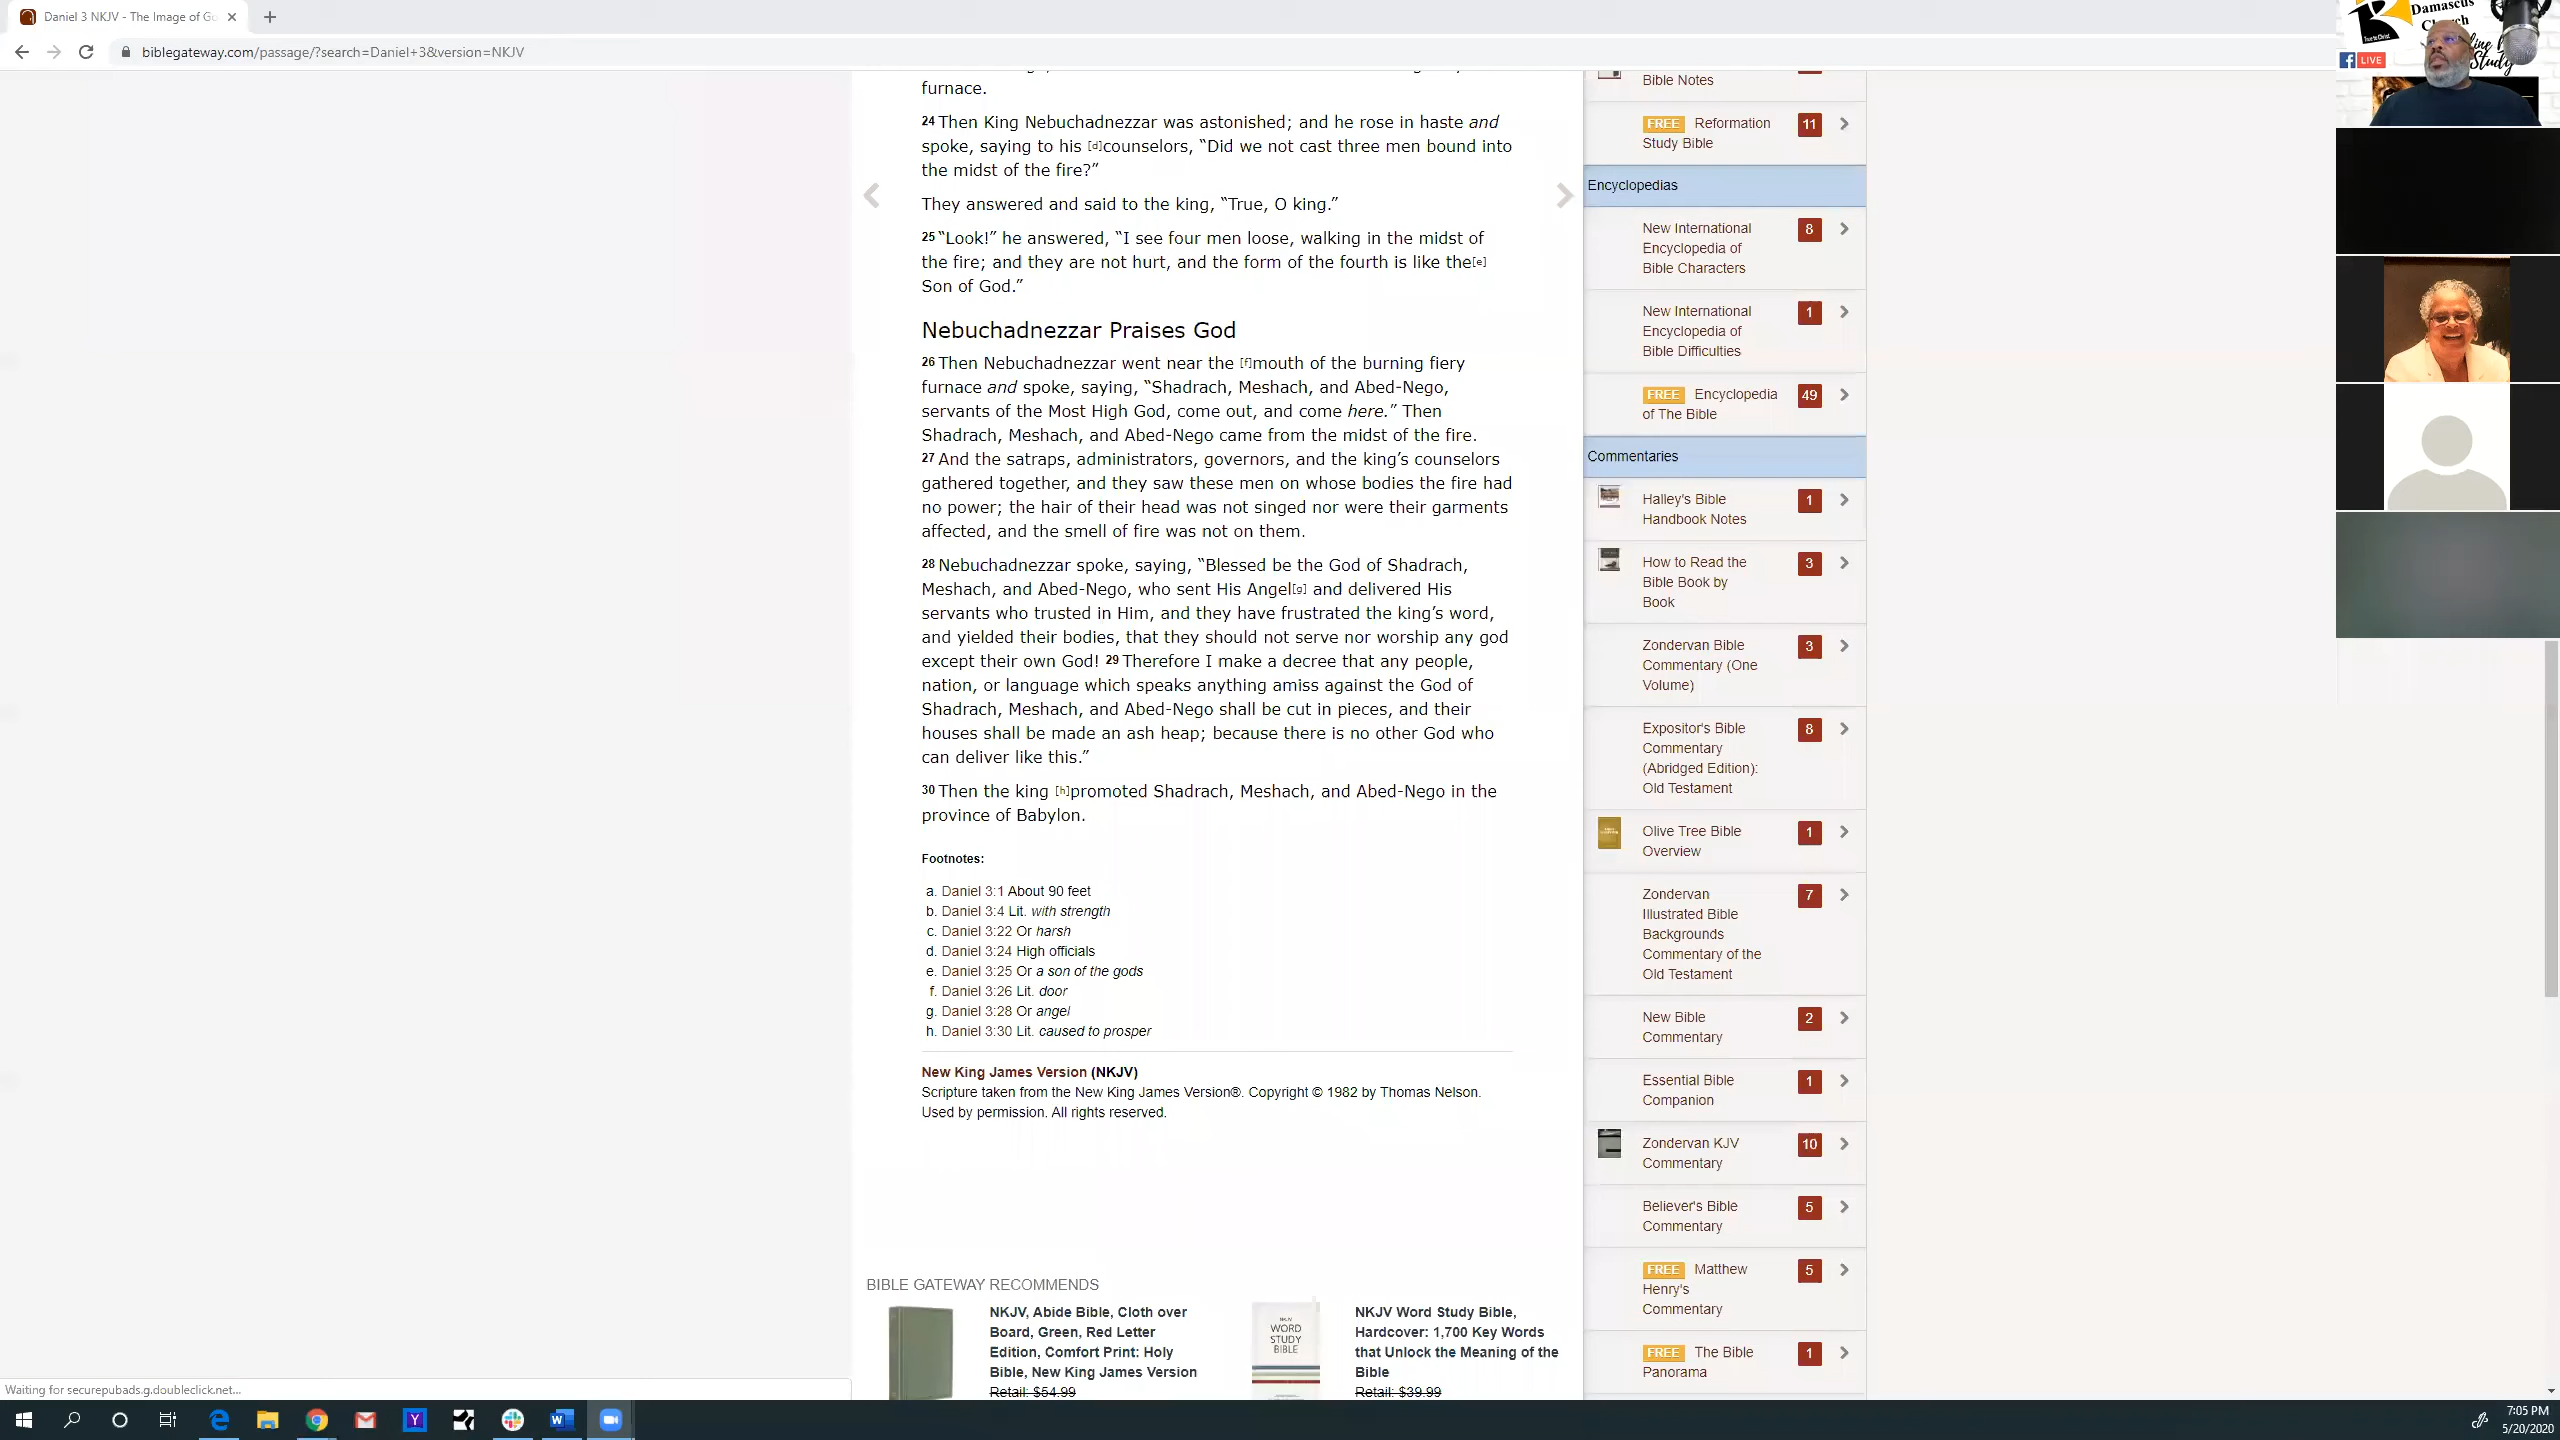 Daniel 3 NKJV - The Image of Go
biblegateway.com/passage/?search=Daniel+3&version=NKJV
furnace.
24 Then King Nebuchadnezzar was astonished; and he rose in haste and
spoke, saying to his [d]counselors, “Did we not cast three men bound into
the midst of the fire?”
They answered and said to the king, “True, O king.”
25 “Look!” he answered, “I see four men loose, walking in the midst of
the fire; and they are not hurt, and the form of the fourth is like the[e]
Son of God.”
Nebuchadnezzar Praises God
26 Then Nebuchadnezzar went near the [f]mouth of the burning fiery
furnace and spoke, saying, “Shadrach, Meshach, and Abed-Nego,
servants of the Most High God, come out, and come here.” Then
Shadrach, Meshach, and Abed-Nego came from the midst of the fire.
27 And the satraps, administrators, governors, and the king’s counselors
gathered together, and they saw these men on whose bodies the fire had
no power; the hair of their head was not singed nor were their garments
affected, and the smell of fire was not on them.
28 Nebuchadnezzar spoke, saying, “Blessed be the God of Shadrach,
Meshach, and Abed-Nego, who sent His Angel[g] and delivered His
servants who trusted in Him, and they have frustrated the king’s word,
and yielded their bodies, that they should not serve nor worship any god
except their own God! 29 Therefore I make a decree that any people,
nation, or language which speaks anything amiss against the God of
Shadrach, Meshach, and Abed-Nego shall be cut in pieces, and their
houses shall be made an ash heap; because there is no other God who
can deliver like this.”
30 Then the king [h]promoted Shadrach, Meshach, and Abed-Nego in the
province of Babylon.
Footnotes:
a. Daniel 3:1 About 90 feet
b. Daniel 3:4 Lit. with strength
c. Daniel 3:22 Or harsh
d. Daniel 3:24 High officials
e. Daniel 3:25 Or a son of the gods
f. Daniel 3:26 Lit. door
g. Daniel 3:28 Or angel
h. Daniel 3:30 Lit. caused to prosper
New King James Version (NKJV)
Scripture taken from the New King James Version®. Copyright © 1982 by Thomas Nelson.
Used by permission. All rights reserved.
BIBLE GATEWAY RECOMMENDS
NKJV, Abide Bible, Cloth over
Board, Green, Red Letter
Edition, Comfort Print: Holy
Bible, New King James Version
Retail: $54.99
WORD
STUDY
BIBLE
NKJV Word Study Bible,
Hardcover: 1,700 Key Words
that Unlock the Meaning of the
Bible
Retail: $39.99
Bible Notes
FREE Reformation 11
Study Bible
Encyclopedias
New International 8
Encyclopedia of
Bible Characters
New International 1
Encyclopedia of
Bible Difficulties
FREE Encyclopedia 49
of The Bible
Commentaries
Halley's Bible 1
Handbook Notes
How to Read the 3
Bible Book by
Book
Zondervan Bible 3
Commentary (One
Volume)
Expositor's Bible 8
Commentary
(Abridged Edition):
Old Testament
Olive Tree Bible 1
Overview
Zondervan 7
Illustrated Bible
Backgrounds
Commentary of the
Old Testament
New Bible 2
Commentary
Essential Bible 1
Companion
Zondervan KJV 10
Commentary
Believer's Bible 5
Commentary
FREE Matthew 5
Henry's
Commentary
FREE The Bible 1
Panorama
Damascus
Church
Study
LIVE
Waiting for securepubads.g.doubleclick.net...
7:05 PM
5/20/2020